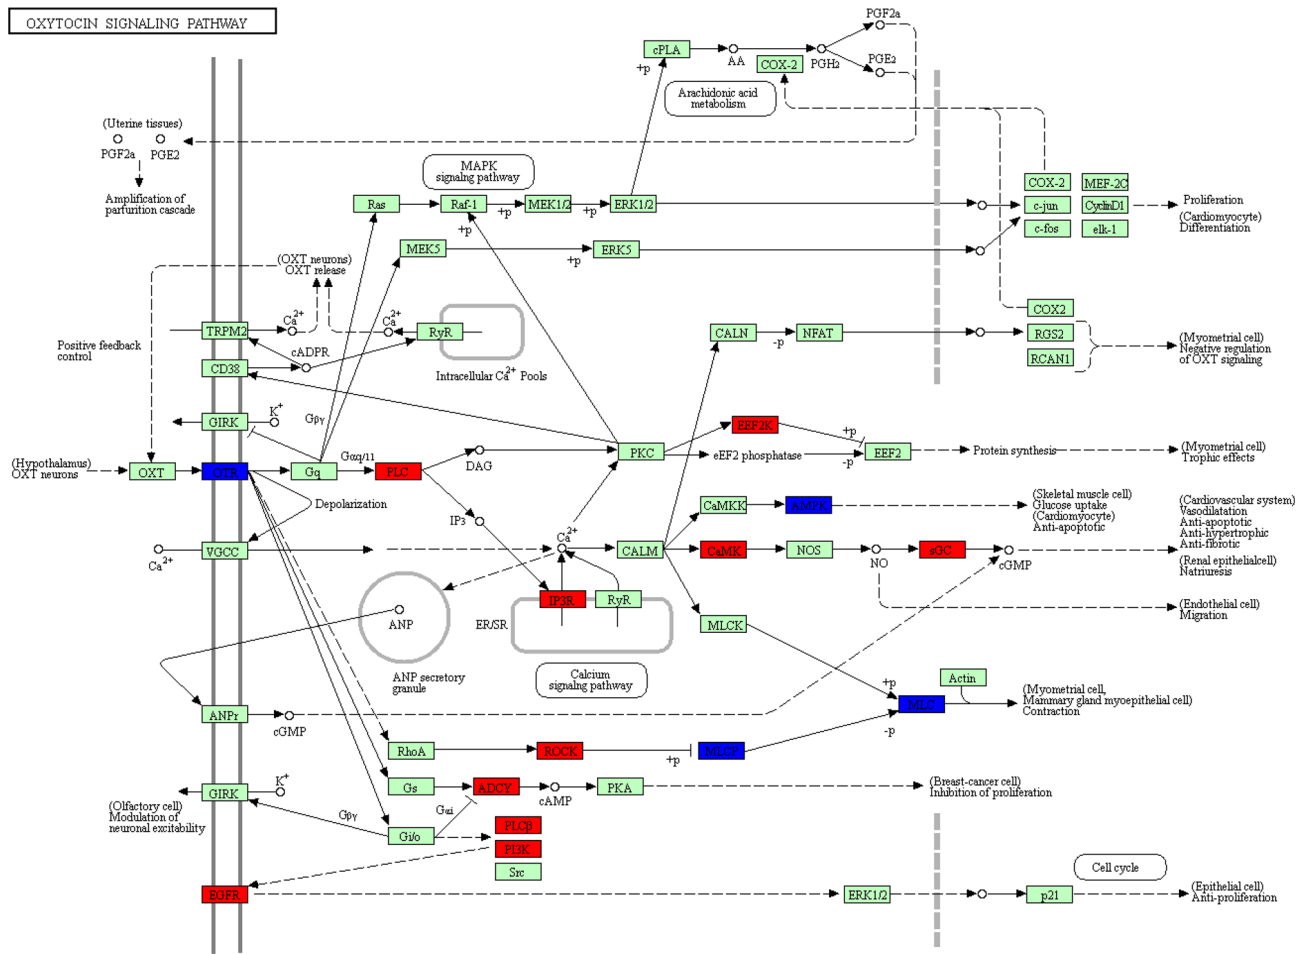 OXYTOCIN SIGNALING PATHWAY
PGF2a
cPLA
+p
AA
PGH2
COX-2
PGE2
Arachidonic acid
metabolism
(Uterine tissues)
PGF2a
PGE2
Amplification of
parturition cascade
MAPK
signalng pathway
Ras
Raf-1
+p
+p
MEK1/2
+p
ERK1/2
COX-2
MEF-2C
c-jun
CyclinD1
c-fos
elk-1
Proliferation
(Cardiomyocyte)
Differentiation
MEK5
+p
ERK5
(OXT neurons)
OXT release
Positive feedback
control
TRPM2
Ca2+
Ca2+
RyR
cADPR
CD38
Intracellular Ca2+ Pools
CALN
-p
NFAT
COX2
RGS2
RCAN1
(Myometrial cell)
Negative regulation
of OXT signaling
GIRK
K+
Gβγ
(Hypothalamus)
OXT neurons
OXT
OTR
Gq
Gαq/11
PLC
DAG
PKC
EEF2K
+p
eEF2 phosphatase
-p
EEF2
Protein synthesis
(Myometrial cell)
Trophic effects
Depolarization
IP3
VGCC
Ca2+
Ca2+
CALM
CaMKK
AMPK
(Skeletal muscle cell)
Glucose uptake
(Cardiomyocyte)
Anti-apoptotic
CaMK
NOS
NO
sGC
cGMP
(Cardiovascular system)
Vasodilatation
Anti-apoptotic
Anti-hypertrophic
Anti-fibrotic
(Renal epithelialcell)
Natriuresis
(Endothelial cell)
Migration
IP3R
RyR
ER/SR
ANP
ANP secretory
granule
Calcium
signalng pathway
MLCK
+p
MLC
-p
Actin
(Myometrial cell,
Mammary gland myoepithelial cell)
Contraction
ANPr
cGMP
RhoA
ROCK
+p
MLCP
GIRK
K+
(Olfactory cell)
Modulation of
neuronal excitability
Gβγ
Gs
ADCY
cAMP
PKA
(Breast-cancer cell)
Inhibition of proliferation
Gαi
Gi/o
PLCβ
PI3K
Src
EGFR
ERK1/2
p21
Cell cycle
(Epithelial cell)
Anti-proliferation